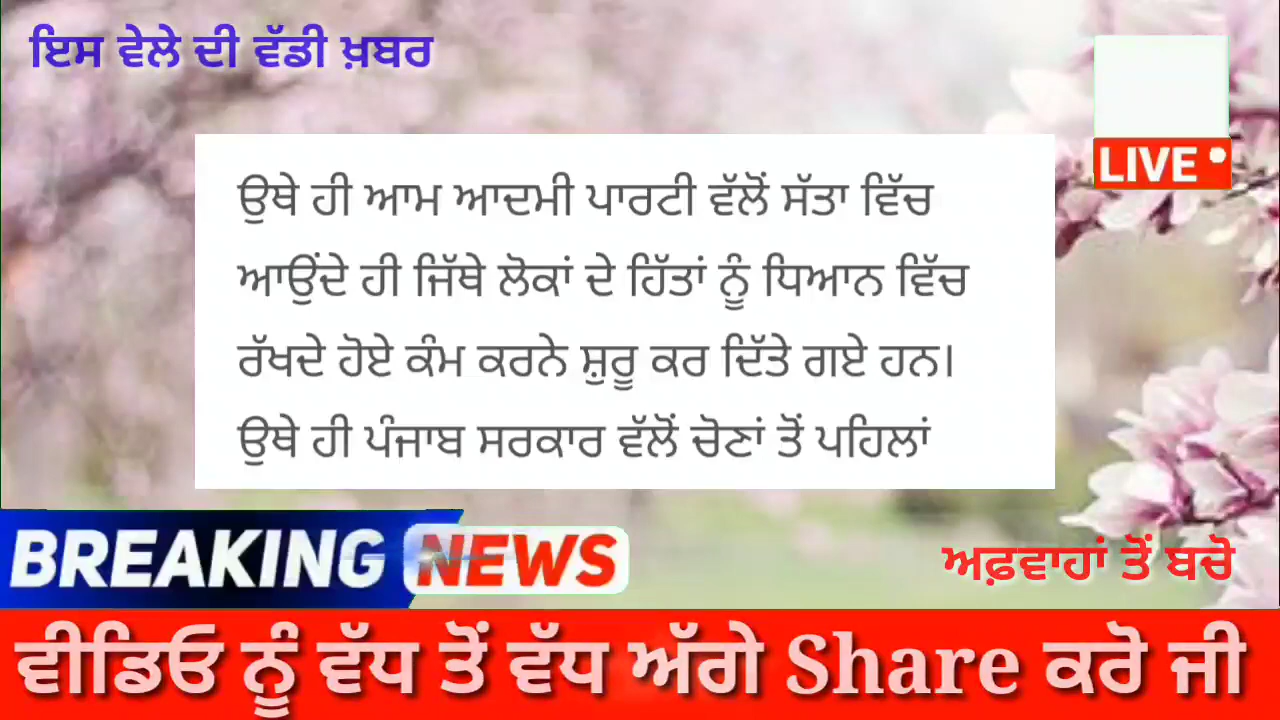 ਇਸ ਵੇਲੇ ਦੀ ਵੱਡੀ ਖ਼ਬਰ
LIVE
ਉਥੇ ਹੀ ਆਮ ਆਦਮੀ ਪਾਰਟੀ ਵੱਲੋਂ ਸੱਤਾ ਵਿੱਚ
ਆਉਂਦੇ ਹੀ ਜਿੱਥੇ ਲੋਕਾਂ ਦੇ ਹਿੱਤਾਂ ਨੂੰ ਧਿਆਨ ਵਿੱਚ
ਰੱਖਦੇ ਹੋਏ ਕੰਮ ਕਰਨੇ ਸ਼ੁਰੂ ਕਰ ਦਿੱਤੇ ਗਏ ਹਨ।
ਉਥੇ ਹੀ ਪੰਜਾਬ ਸਰਕਾਰ ਵੱਲੋਂ ਚੋਣਾਂ ਤੋਂ ਪਹਿਲਾਂ
BREAKING NEWS
ਅਫ਼ਵਾਹਾਂ ਤੋਂ ਬਚੋ
ਵੀਡਿਓ ਨੂੰ ਵੱਧ ਤੋਂ ਵੱਧ ਅੱਗੇ Share ਕਰੋ ਜੀ